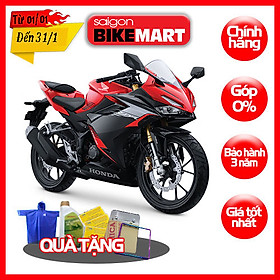 Từ 01/01
Đến 31/1
saigon
BIKEMART
Chính
hãng
Góp
0%
Bảo hành
3 năm
Giá tốt
nhất
HONDA
QUÀ TẶNG